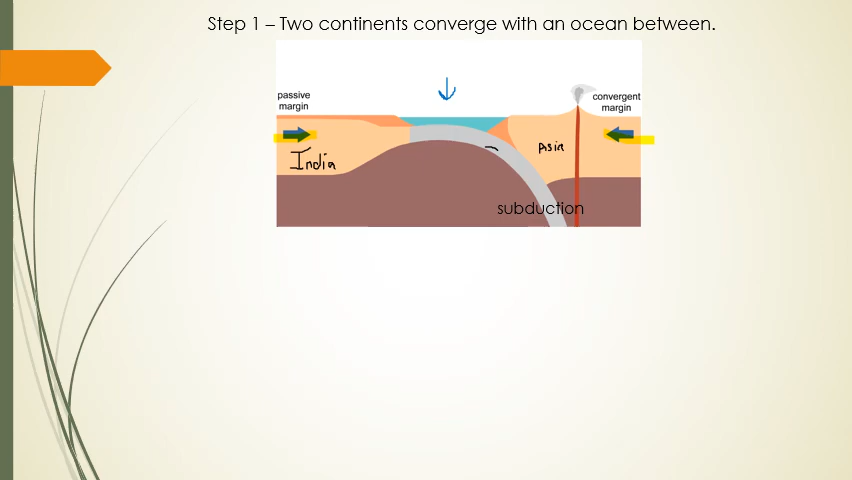 Step 1 – Two continents converge with an ocean between.
passive
margin
convergent
margin
India
Asia
subduction